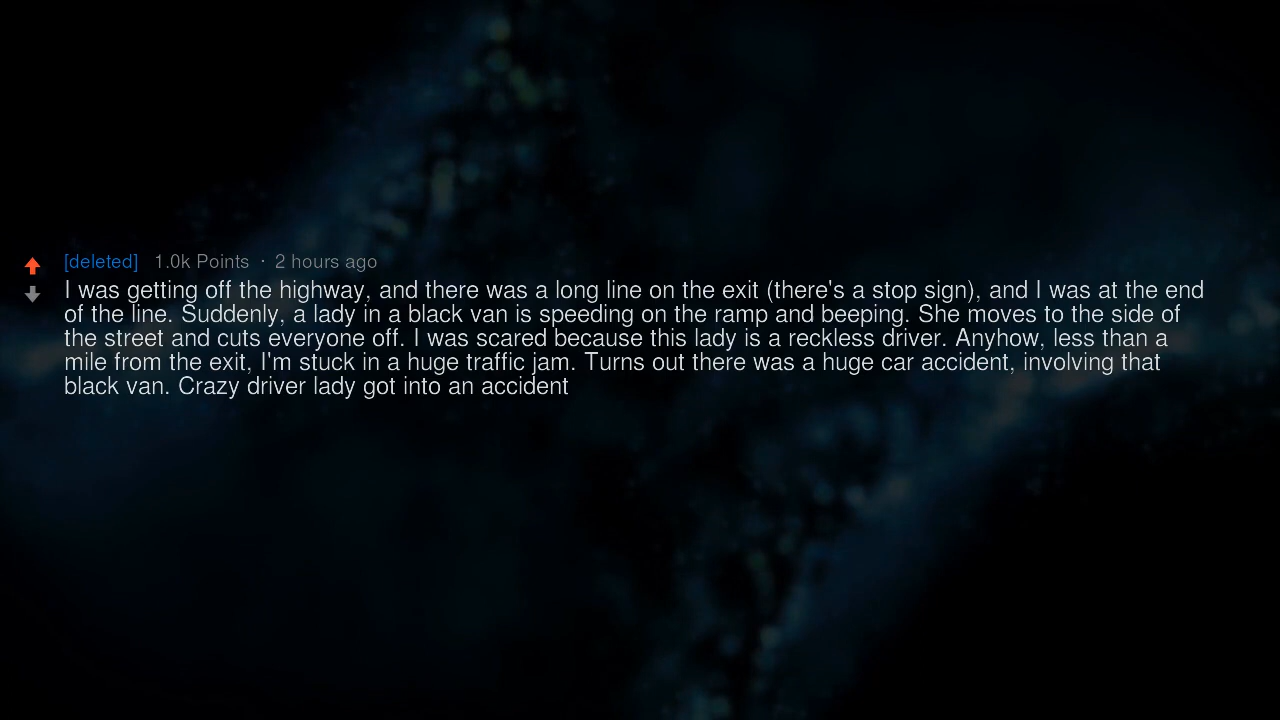 [deleted] 1.0k Points · 2 hours ago
I was getting off the highway, and there was a long line on the exit (there's a stop sign), and I was at the end
of the line. Suddenly, a lady in a black van is speeding on the ramp and beeping. She moves to the side of
the street and cuts everyone off. I was scared because this lady is a reckless driver. Anyhow, less than a
mile from the exit, I'm stuck in a huge traffic jam. Turns out there was a huge car accident, involving that
black van. Crazy driver lady got into an accident